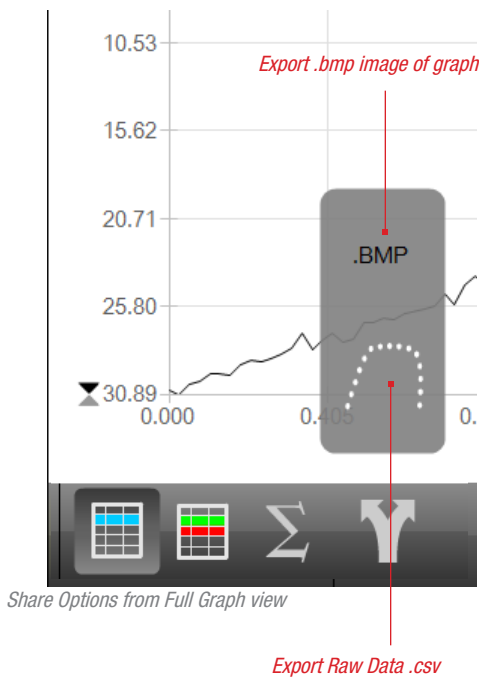 10.53
Export .bmp image of graph
15.62
20.71
.BMP
25.80
30.89
0.000
0.405
0.
Share Options from Full Graph view
Export Raw Data .csv